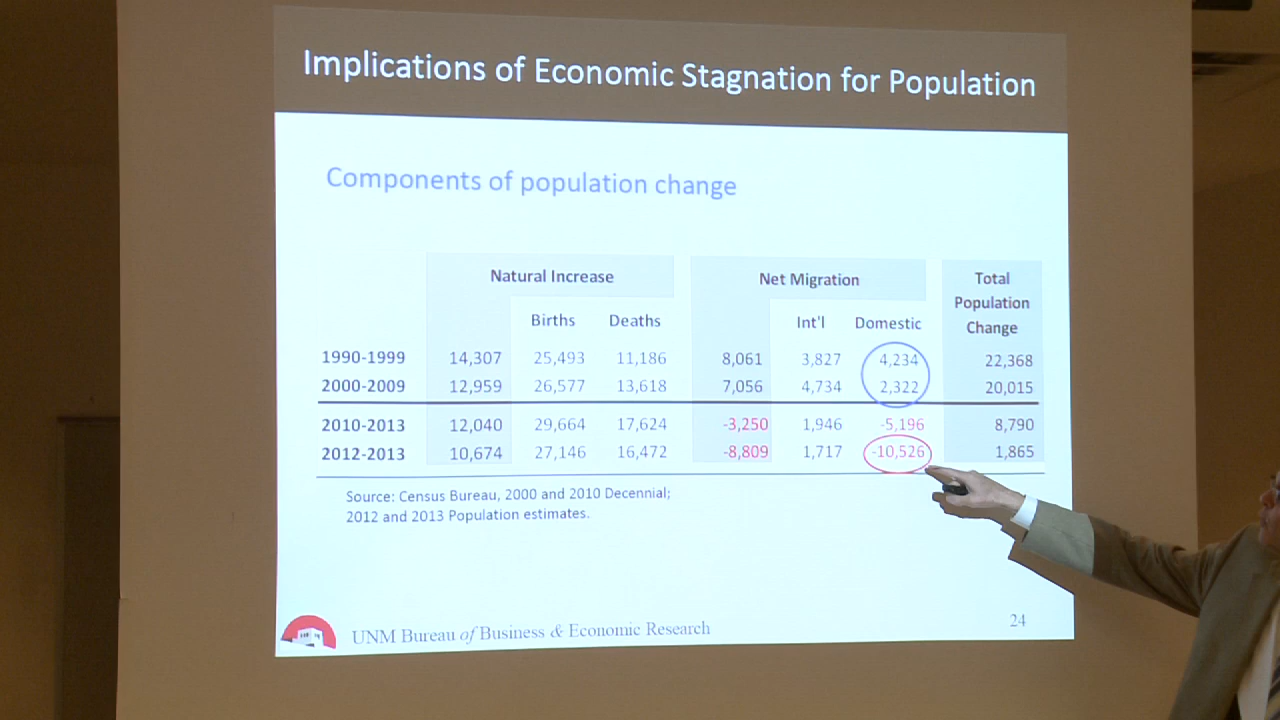 Implications of Economic Stagnation for Population
Components of population change
Natural Increase Net Migration Total Population Change
Births Deaths Int'l Domestic
1990-1999 14,307 25,493 11,186 8,061 3,827 4,234 22,368
2000-2009 12,959 26,577 13,618 7,056 4,734 2,322 20,015
2010-2013 12,040 29,664 17,624 -3,250 1,946 -5,196 8,790
2012-2013 10,674 27,146 16,472 -8,809 1,717 -10,526 1,865
Source: Census Bureau, 2000 and 2010 Decennial;
2012 and 2013 Population estimates.
UNM Bureau of Business & Economic Research
24